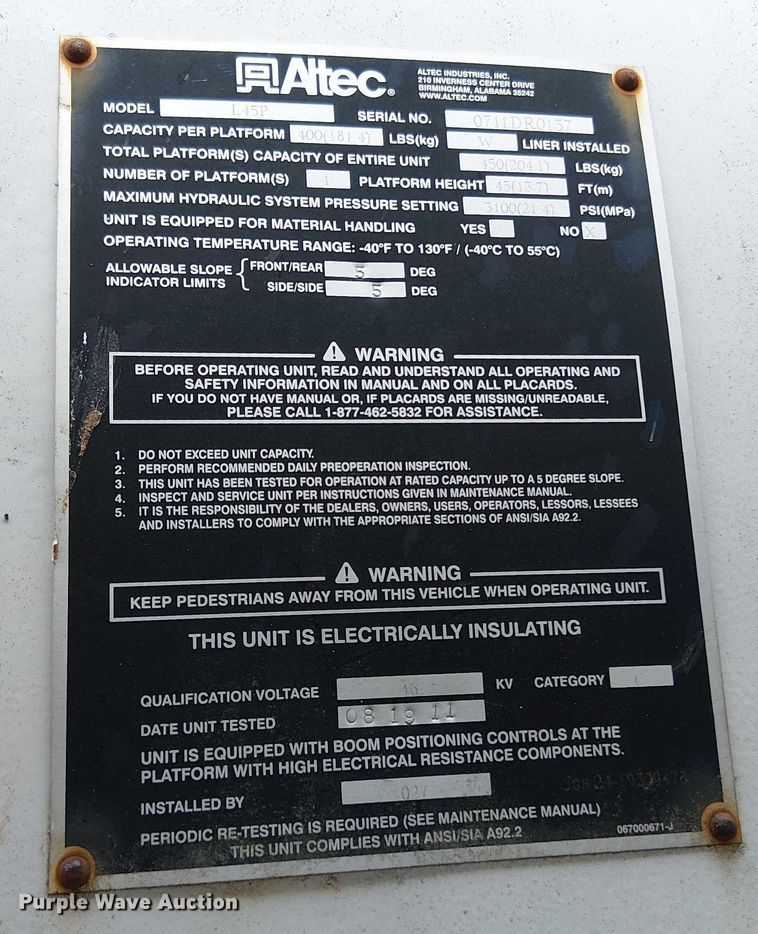 Altec®
ALTEC INDUSTRIES, INC.
210 INVERNESS CENTER DRIVE
BIRMINGHAM, ALABAMA 35242
WWW.ALTEC.COM
MODEL L45P SERIAL NO. 0711DR0137
CAPACITY PER PLATFORM 400(181.4) LBS(kg) W LINER INSTALLED
TOTAL PLATFORM(S) CAPACITY OF ENTIRE UNIT 450(204.1) LBS(kg)
NUMBER OF PLATFORM(S) 1 PLATFORM HEIGHT 45(13.7) FT(m)
MAXIMUM HYDRAULIC SYSTEM PRESSURE SETTING 3100(21.4) PSI(MPa)
UNIT IS EQUIPPED FOR MATERIAL HANDLING YES NO X
OPERATING TEMPERATURE RANGE: -40°F TO 130°F / (-40°C TO 55°C)
ALLOWABLE SLOPE { FRONT/REAR 5 DEG
INDICATOR LIMITS SIDE/SIDE 5 DEG
⚠ WARNING
BEFORE OPERATING UNIT, READ AND UNDERSTAND ALL OPERATING AND
SAFETY INFORMATION IN MANUAL AND ON ALL PLACARDS.
IF YOU DO NOT HAVE MANUAL OR, IF PLACARDS ARE MISSING/UNREADABLE,
PLEASE CALL 1-877-462-5832 FOR ASSISTANCE.
1. DO NOT EXCEED UNIT CAPACITY.
2. PERFORM RECOMMENDED DAILY PREOPERATION INSPECTION.
3. THIS UNIT HAS BEEN TESTED FOR OPERATION AT RATED CAPACITY UP TO A 5 DEGREE SLOPE.
4. INSPECT AND SERVICE UNIT PER INSTRUCTIONS GIVEN IN MAINTENANCE MANUAL.
5. IT IS THE RESPONSIBILITY OF THE DEALERS, OWNERS, USERS, OPERATORS, LESSORS, LESSEES
AND INSTALLERS TO COMPLY WITH THE APPROPRIATE SECTIONS OF ANSI/SIA A92.2.
⚠ WARNING
KEEP PEDESTRIANS AWAY FROM THIS VEHICLE WHEN OPERATING UNIT.
THIS UNIT IS ELECTRICALLY INSULATING
QUALIFICATION VOLTAGE 46 KV CATEGORY C
DATE UNIT TESTED 08 19 11
UNIT IS EQUIPPED WITH BOOM POSITIONING CONTROLS AT THE
PLATFORM WITH HIGH ELECTRICAL RESISTANCE COMPONENTS.
INSTALLED BY 027
PERIODIC RE-TESTING IS REQUIRED (SEE MAINTENANCE MANUAL)
THIS UNIT COMPLIES WITH ANSI/SIA A92.2
067000671-J
Purple Wave Auction